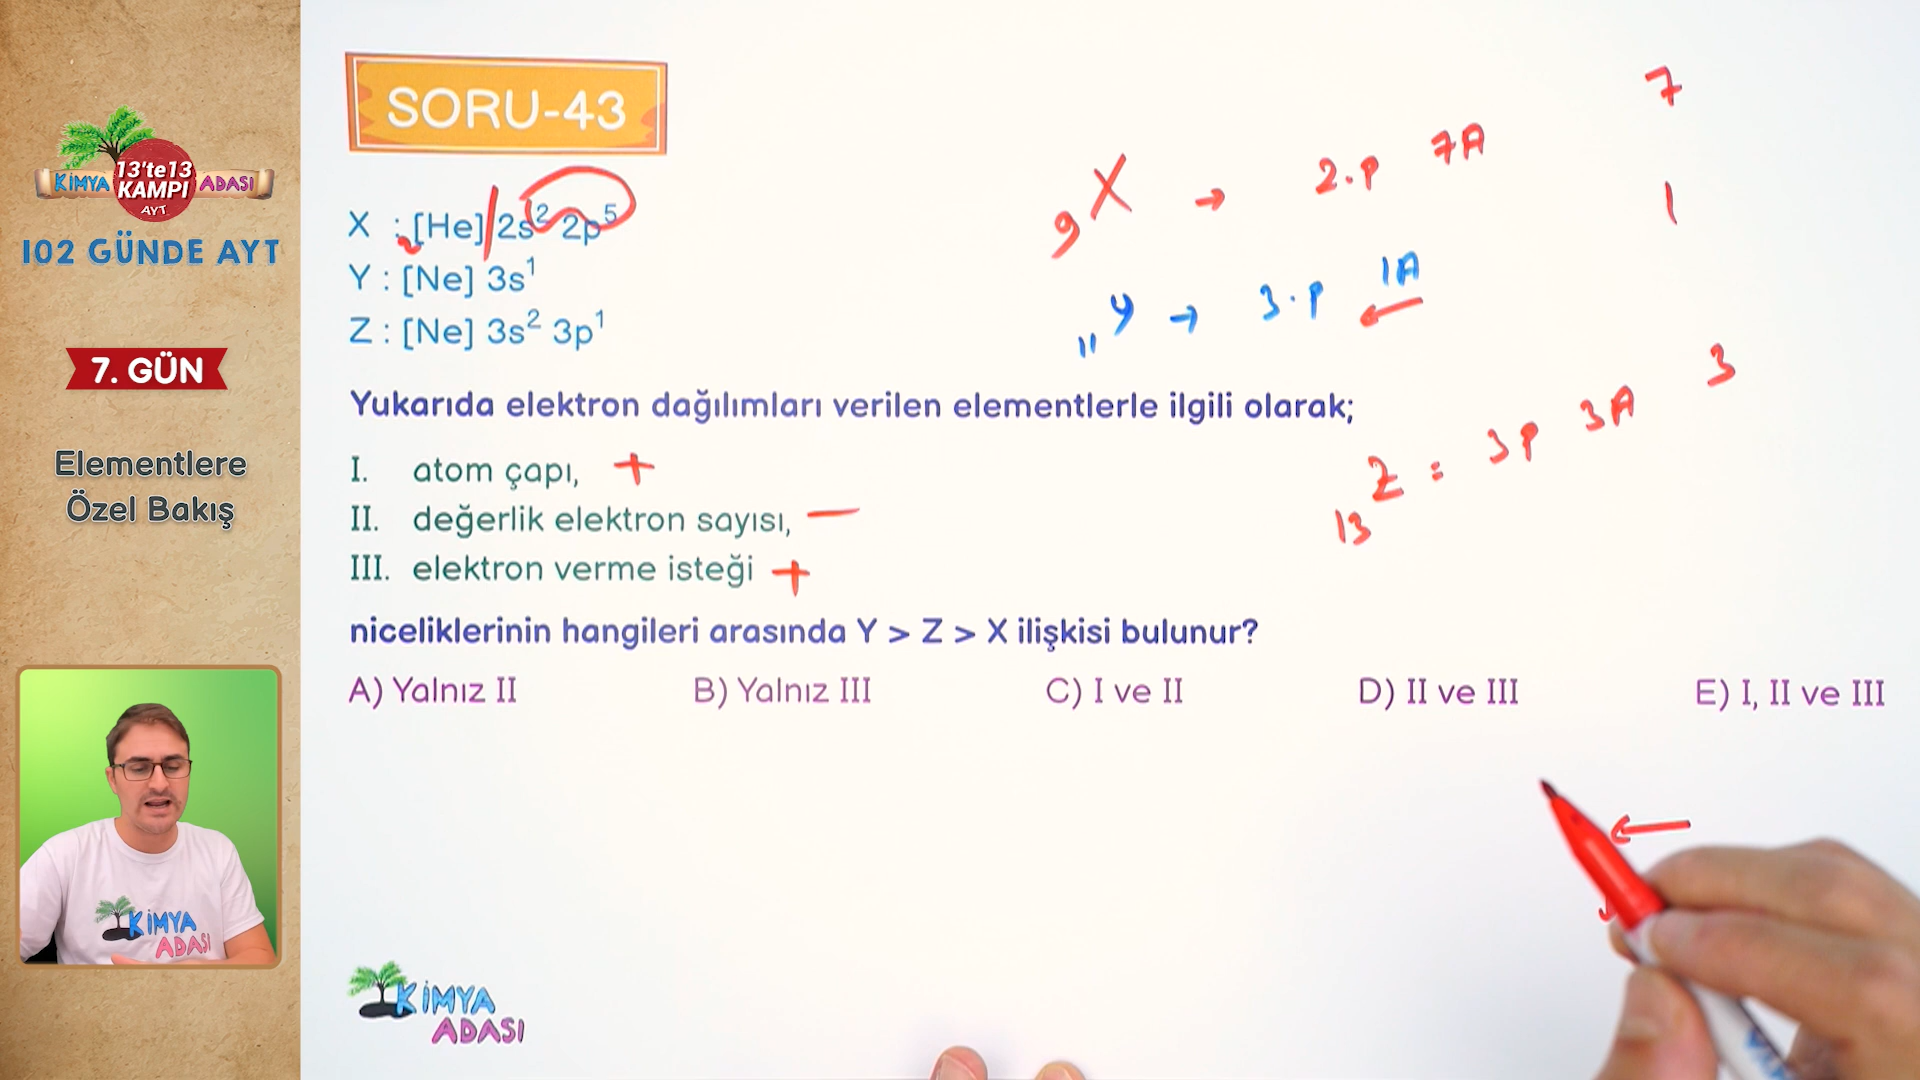 13'te13
KİMYA KAMPI ADASI
AYT
102 GÜNDE AYT
7. GÜN
Elementlere
Özel Bakış
KİMYA
ADASI
SORU-43
X : [He] 2s² 2p⁵
Y : [Ne] 3s¹
Z : [Ne] 3s² 3p¹
Yukarıda elektron dağılımları verilen elementlerle ilgili olarak;
I. atom çapı, +
II. değerlik elektron sayısı, –
III. elektron verme isteği +
niceliklerinin hangileri arasında Y > Z > X ilişkisi bulunur?
A) Yalnız II B) Yalnız III C) I ve II D) II ve III E) I, II ve III
₉X → 2.P 7A 7
₁₁Y → 3.P 1A 1
₁₃Z = 3P 3A 3
KİMYA
ADASI